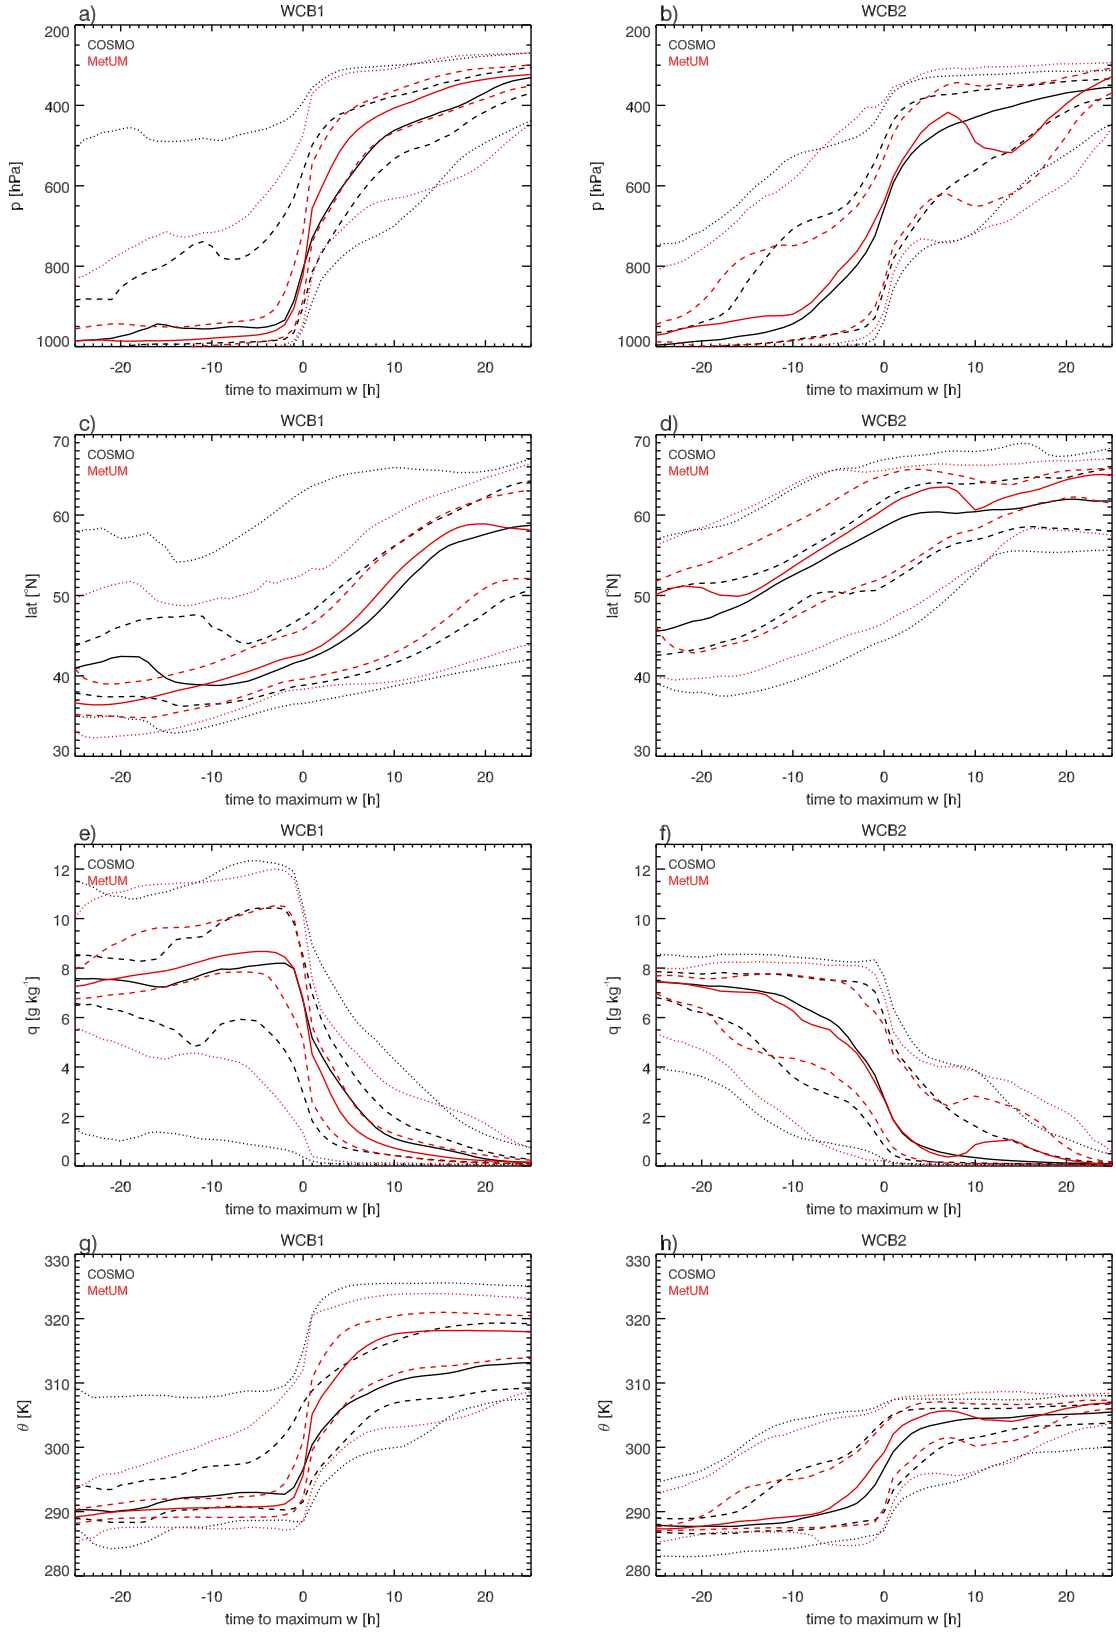 a) WCB1
COSMO
MetUM
200
400
600
800
1000
p [hPa]
-20 -10 0 10 20
time to maximum w [h]
b) WCB2
COSMO
MetUM
200
400
600
800
1000
p [hPa]
-20 -10 0 10 20
time to maximum w [h]
c) WCB1
COSMO
MetUM
70
60
50
40
30
lat [°N]
-20 -10 0 10 20
time to maximum w [h]
d) WCB2
COSMO
MetUM
70
60
50
40
30
lat [°N]
-20 -10 0 10 20
time to maximum w [h]
e) WCB1
COSMO
MetUM
12
10
8
6
4
2
0
q [g kg⁻¹]
-20 -10 0 10 20
time to maximum w [h]
f) WCB2
COSMO
MetUM
12
10
8
6
4
2
0
q [g kg⁻¹]
-20 -10 0 10 20
time to maximum w [h]
g) WCB1
COSMO
MetUM
330
320
310
300
290
280
θ [K]
-20 -10 0 10 20
time to maximum w [h]
h) WCB2
COSMO
MetUM
330
320
310
300
290
280
θ [K]
-20 -10 0 10 20
time to maximum w [h]